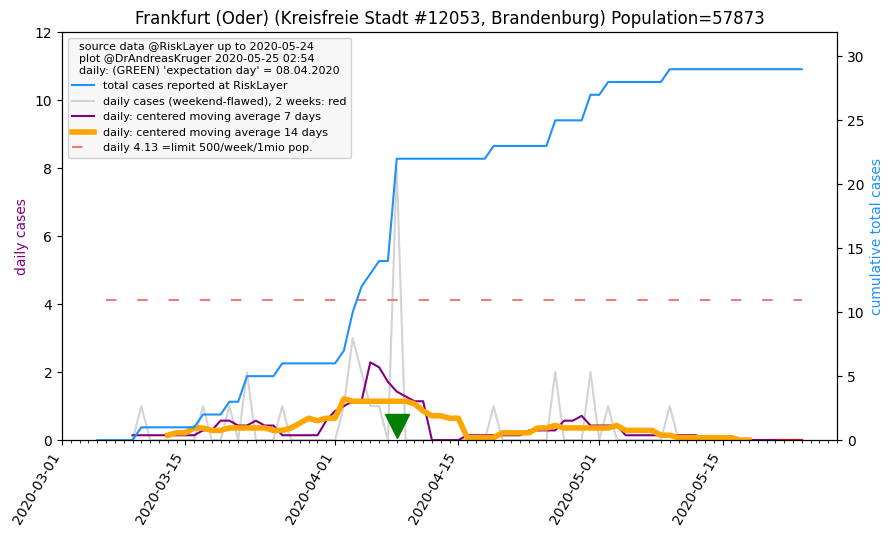 Frankfurt (Oder) (Kreisfreie Stadt #12053, Brandenburg) Population=57873
source data @RiskLayer up to 2020-05-24
plot @DrAndreasKruger 2020-05-25 02:54
daily: (GREEN) 'expectation day' = 08.04.2020
total cases reported at RiskLayer
daily cases (weekend-flawed), 2 weeks: red
daily: centered moving average 7 days
daily: centered moving average 14 days
daily 4.13 =limit 500/week/1mio pop.
daily cases
12
10
8
6
4
2
0
30
25
20
15
10
5
0
cumulative total cases
2020-03-01
2020-03-15
2020-04-01
2020-04-15
2020-05-01
2020-05-15